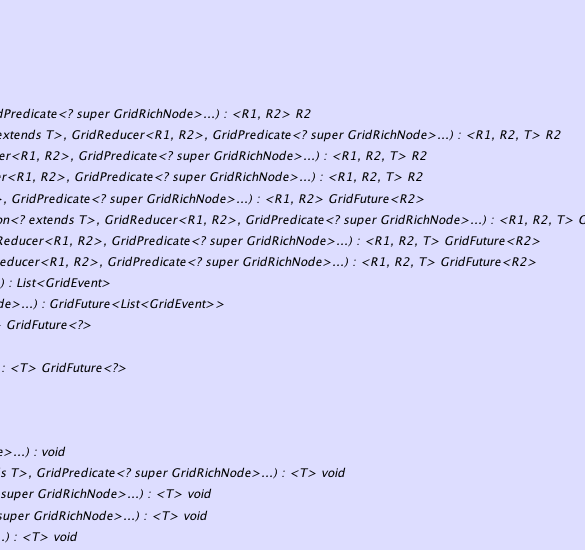 dPredicate<? super GridRichNode>...) : <R1, R2> R2
extends T>, GridReducer<R1, R2>, GridPredicate<? super GridRichNode>...) : <R1, R2, T> R2
er<R1, R2>, GridPredicate<? super GridRichNode>...) : <R1, R2, T> R2
r<R1, R2>, GridPredicate<? super GridRichNode>...) : <R1, R2, T> R2
>, GridPredicate<? super GridRichNode>...) : <R1, R2> GridFuture<R2>
on<? extends T>, GridReducer<R1, R2>, GridPredicate<? super GridRichNode>...) : <R1, R2, T> G
Reducer<R1, R2>, GridPredicate<? super GridRichNode>...) : <R1, R2, T> GridFuture<R2>
educer<R1, R2>, GridPredicate<? super GridRichNode>...) : <R1, R2, T> GridFuture<R2>
) : List<GridEvent>
de>...) : GridFuture<List<GridEvent>>
> GridFuture<?>
: <T> GridFuture<?>
e>...) : void
s T>, GridPredicate<? super GridRichNode>...) : <T> void
super GridRichNode>...) : <T> void
super GridRichNode>...) : <T> void
.) : <T> void